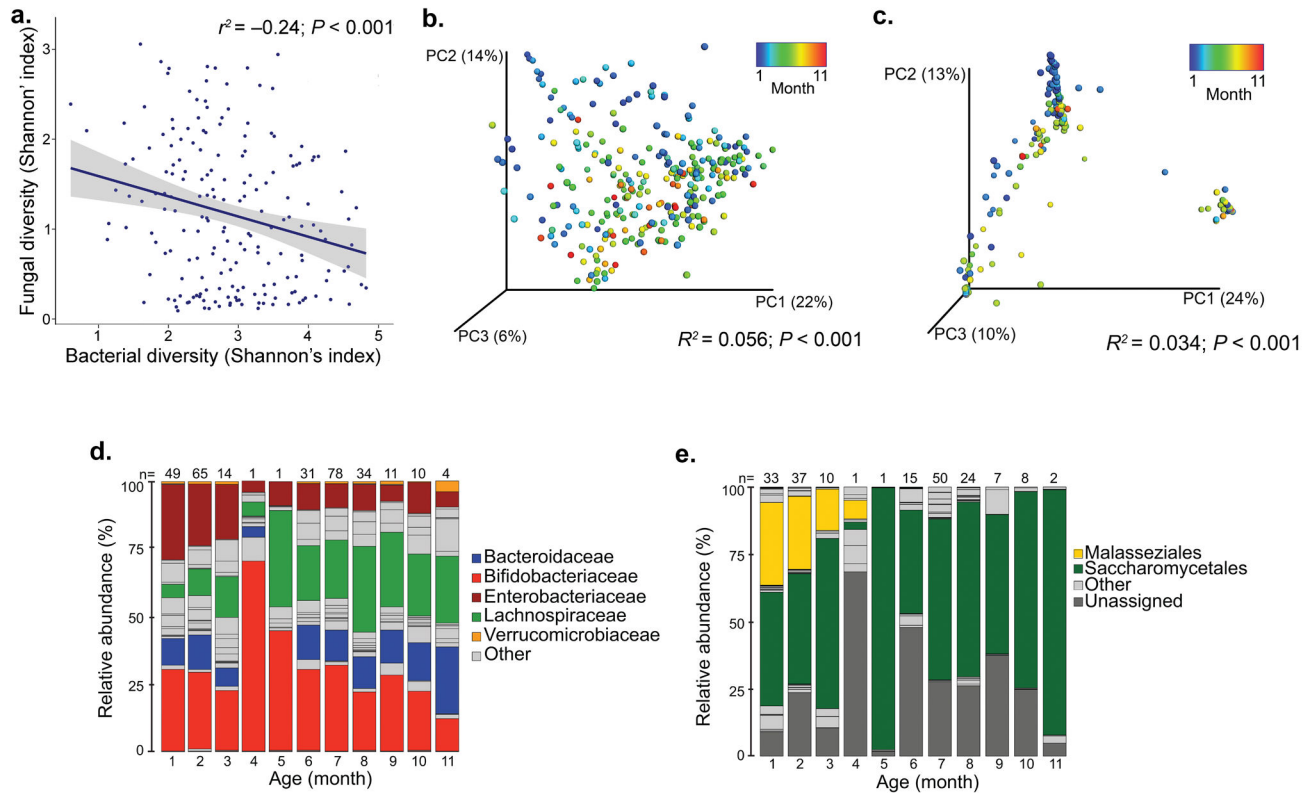 a.
r² = –0.24; P < 0.001
Fungal diversity (Shannon' index)
3
2
1
0
1 2 3 4 5
Bacterial diversity (Shannon's index)
b.
PC2 (14%)
1 11
Month
PC1 (22%)
PC3 (6%)
R² = 0.056; P < 0.001
c.
PC2 (13%)
1 11
Month
PC1 (24%)
PC3 (10%)
R² = 0.034; P < 0.001
d.
n= 49 65 14 1 1 31 78 34 11 10 4
Relative abundance (%)
100
75
50
25
0
1 2 3 4 5 6 7 8 9 10 11
Age (month)
Bacteroidaceae
Bifidobacteriaceae
Enterobacteriaceae
Lachnospiraceae
Verrucomicrobiaceae
Other
e.
n= 33 37 10 1 1 15 50 24 7 8 2
Relative abundance (%)
100
75
50
25
0
1 2 3 4 5 6 7 8 9 10 11
Age (month)
Malasseziales
Saccharomycetales
Other
Unassigned